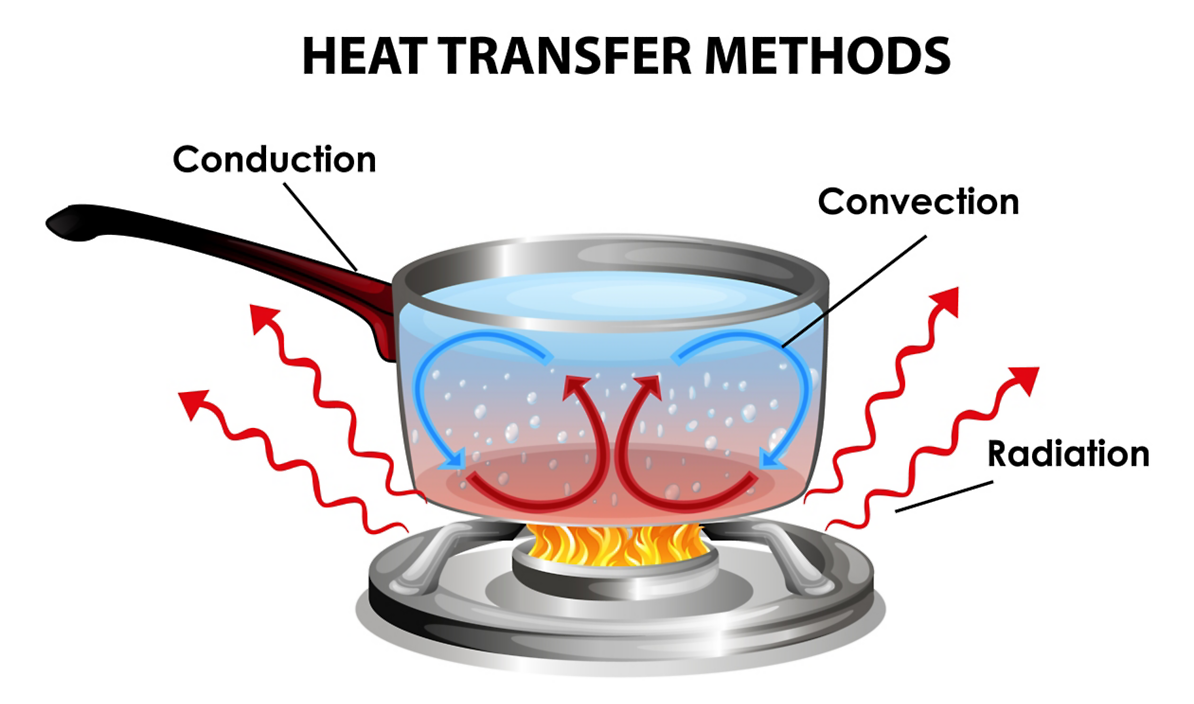 HEAT TRANSFER METHODS
Conduction
Convection
Radiation